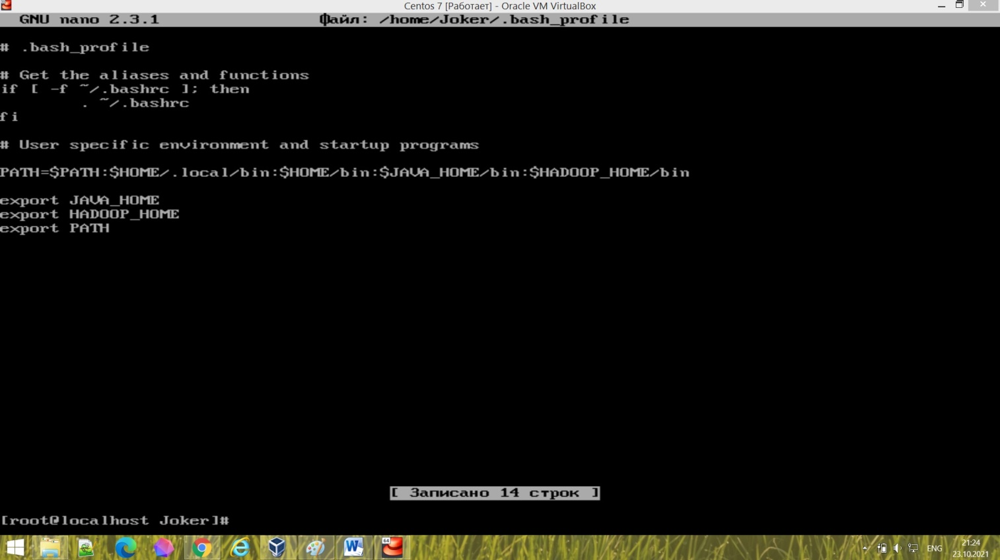 Centos 7 [Работает] - Oracle VM VirtualBox
GNU nano 2.3.1 Файл: /home/Joker/.bash_profile
# .bash_profile
# Get the aliases and functions
if [ -f ~/.bashrc ]; then
. ~/.bashrc
fi
# User specific environment and startup programs
PATH=$PATH:$HOME/.local/bin:$HOME/bin:$JAVA_HOME/bin:$HADOOP_HOME/bin
export JAVA_HOME
export HADOOP_HOME
export PATH
[ Записано 14 строк ]
[root@localhost Joker]#
64
ENG
21:24
23.10.2021